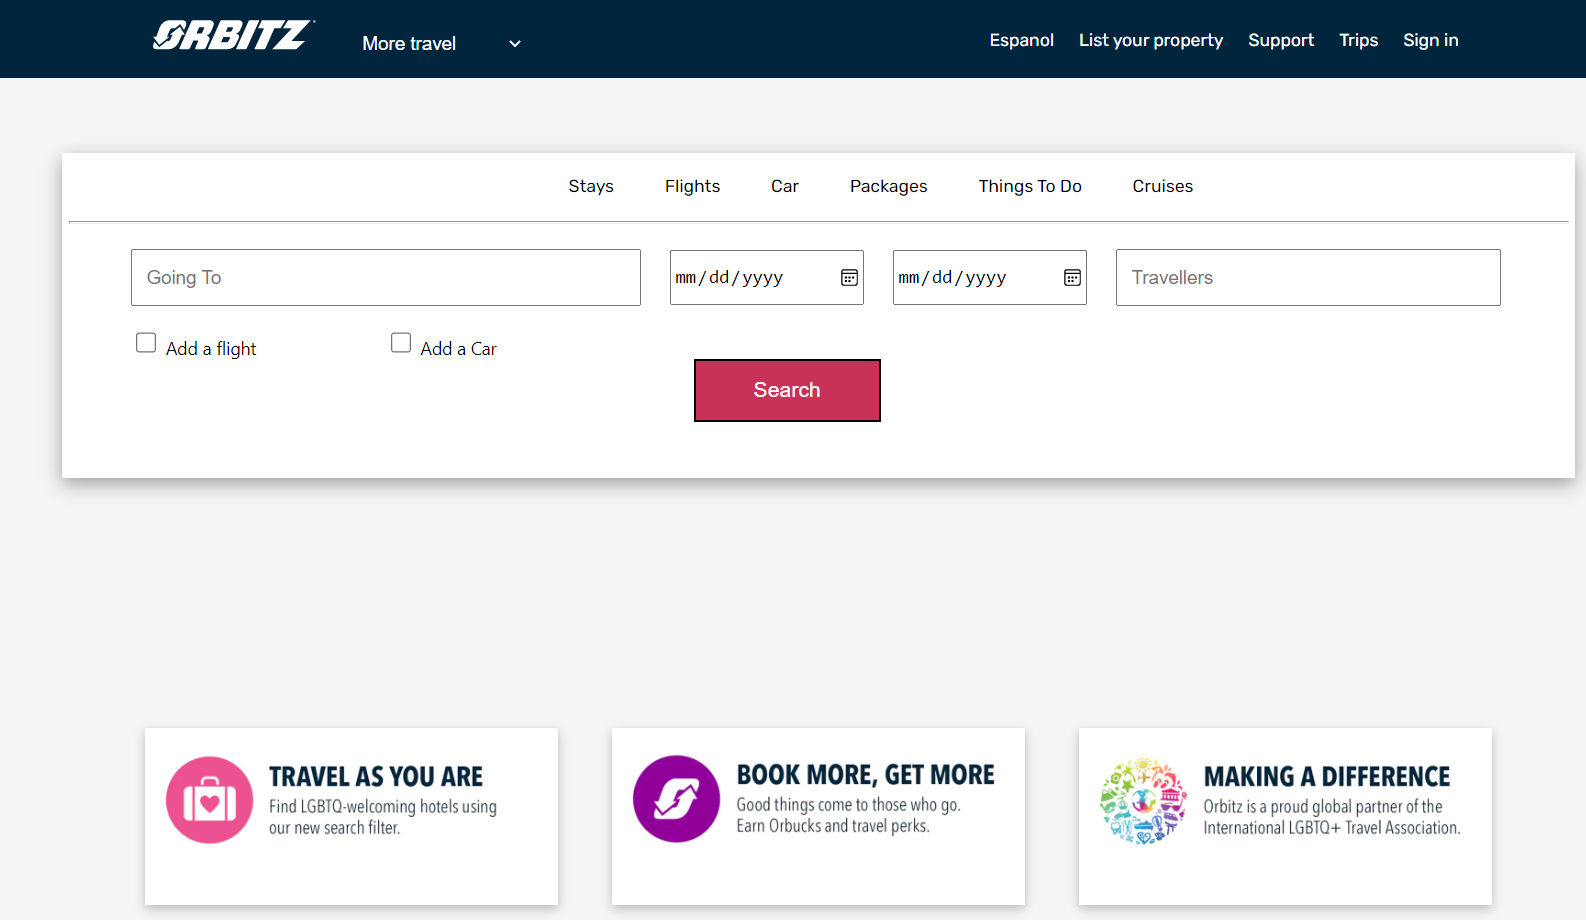 ORBITZ
More travel
Espanol List your property Support Trips Sign in
Stays Flights Car Packages Things To Do Cruises
Going To mm/dd/yyyy mm/dd/yyyy Travellers
Add a flight Add a Car
Search
TRAVEL AS YOU ARE
Find LGBTQ-welcoming hotels using
our new search filter.
BOOK MORE, GET MORE
Good things come to those who go.
Earn Orbucks and travel perks.
MAKING A DIFFERENCE
Orbitz is a proud global partner of the
International LGBTQ+ Travel Association.